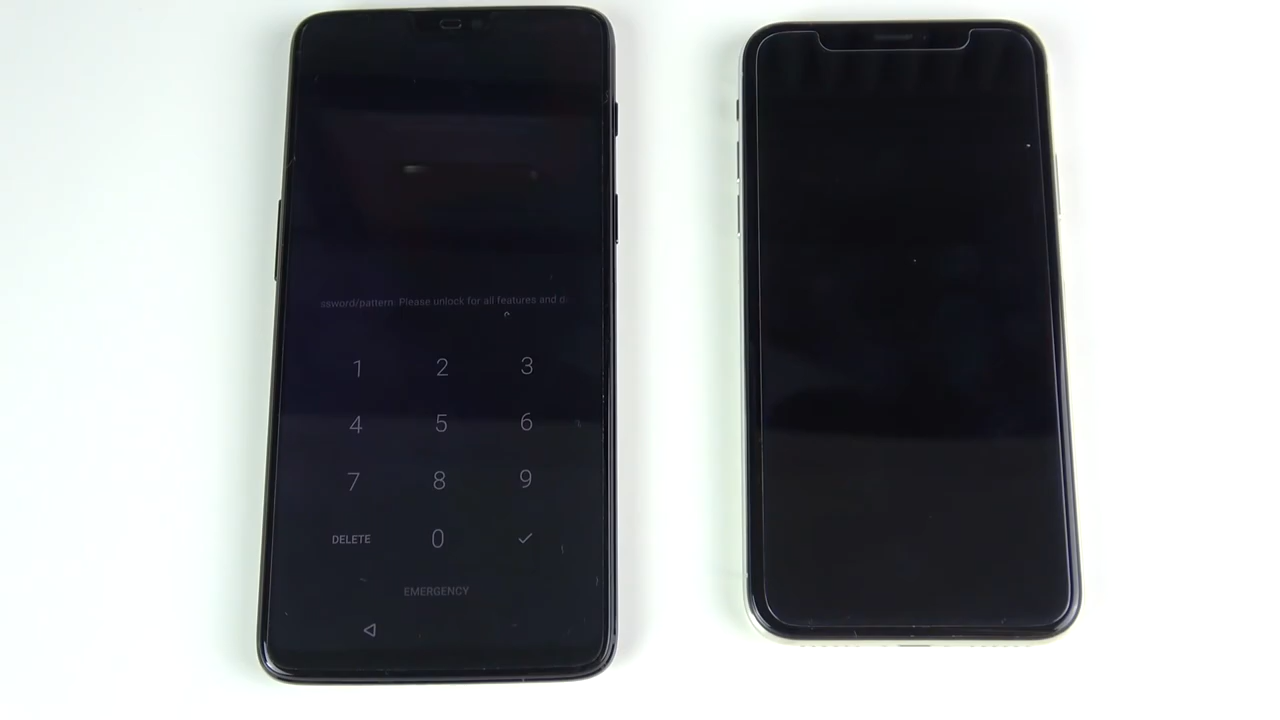 ssword/pattern. Please unlock for all features and d
1 2 3
4 5 6
7 8 9
DELETE 0
EMERGENCY